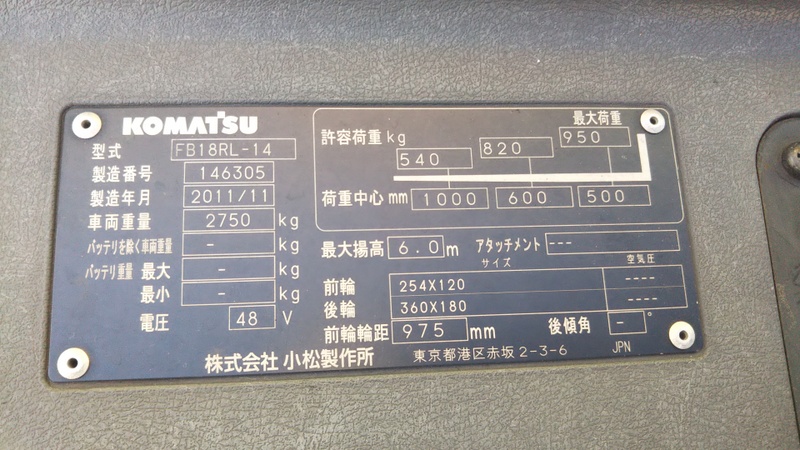 KOMATSU
型式 FB18RL-14
製造番号 146305
製造年月 2011/11
車両重量 2750 kg
バッテリを除く車両重量 - kg
バッテリ重量 最大 - kg
最小 - kg
電圧 48 V
最大荷重
許容荷重 kg 540 820 950
荷重中心 mm 1000 600 500
最大揚高 6.0 m アタッチメント ---
サイズ 空気圧
前輪 254X120 ----
後輪 360X180 ----
前輪輪距 975 mm 後傾角 - °
株式会社 小松製作所 東京都港区赤坂 2-3-6 JPN